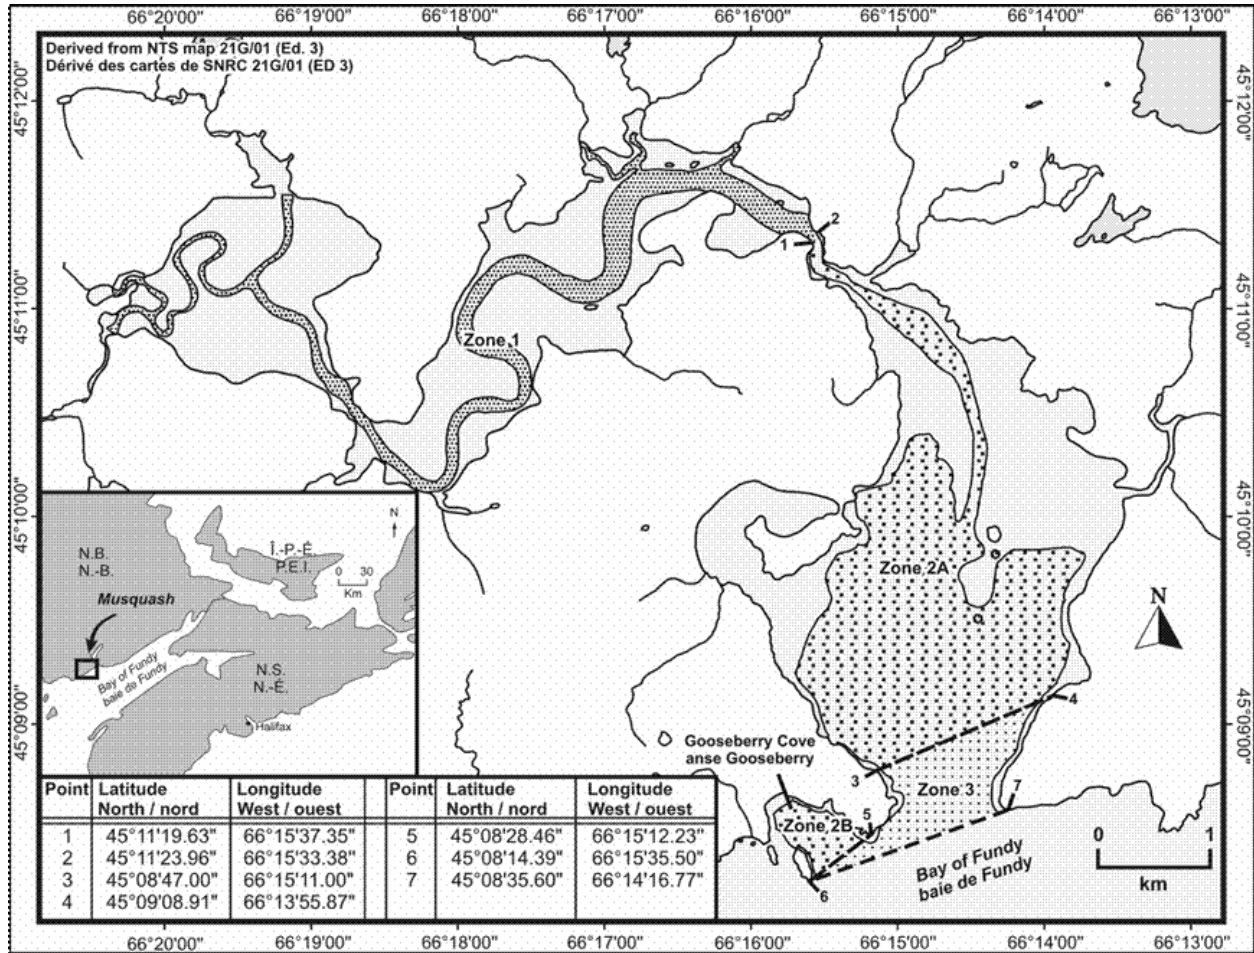 66°20'00" 66°19'00" 66°18'00" 66°17'00" 66°16'00" 66°15'00" 66°14'00" 66°13'00"
Derived from NTS map 21G/01 (Ed. 3)
Dérivé des cartes de SNRC 21G/01 (ED 3)
45°12'00" 45°12'00"
2
1
45°11'00" 45°11'00"
Zone 1
45°10'00" 45°10'00"
Zone 2A
N
N.B.
N.-B.
Î.-P.-É.
P.E.I.
N
0 30
Km
Musquash
Bay of Fundy
baie de Fundy
N.S.
N.-É.
Halifax
45°09'00" 45°09'00"
4
Gooseberry Cove
anse Gooseberry
3
Zone 3
7
5
Zone 2B
6
Bay of Fundy
baie de Fundy
0 1
km
Point Latitude Longitude Point Latitude Longitude
North / nord West / ouest North / nord West / ouest
1 45°11'19.63" 66°15'37.35" 5 45°08'28.46" 66°15'12.23"
2 45°11'23.96" 66°15'33.38" 6 45°08'14.39" 66°15'35.50"
3 45°08'47.00" 66°15'11.00" 7 45°08'35.60" 66°14'16.77"
4 45°09'08.91" 66°13'55.87"
66°20'00" 66°19'00" 66°18'00" 66°17'00" 66°16'00" 66°15'00" 66°14'00" 66°13'00"